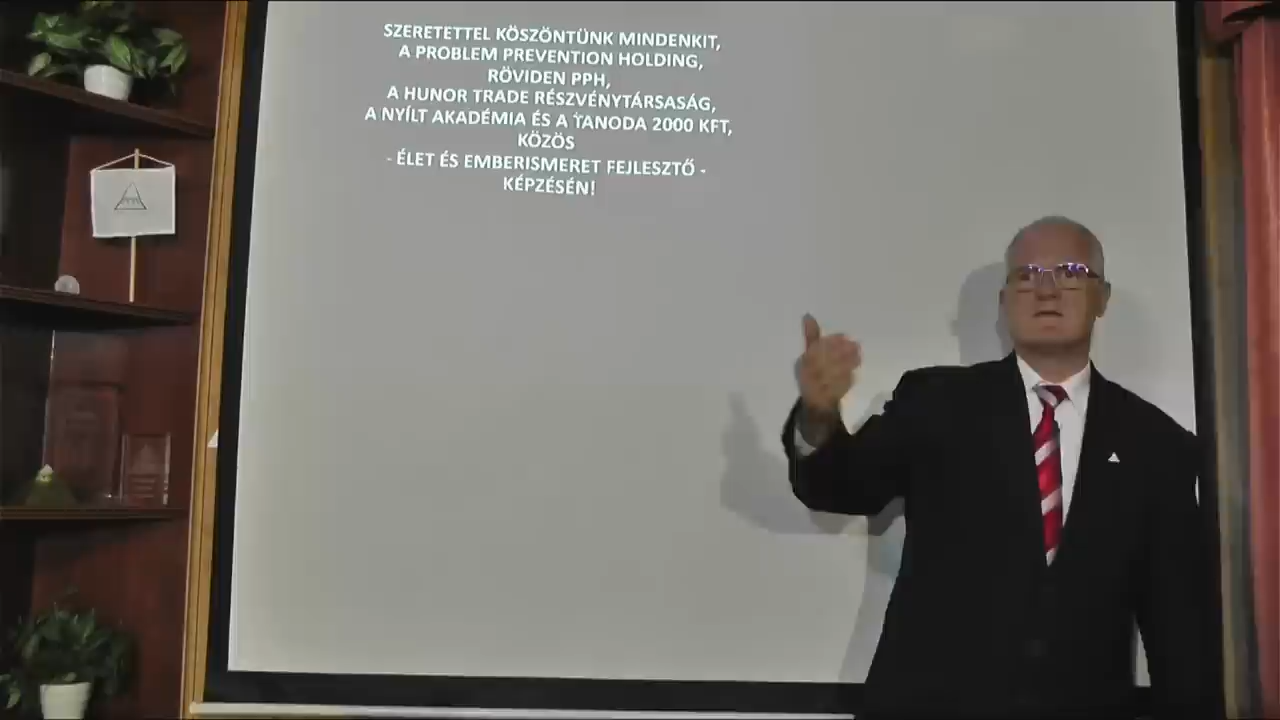 SZERETETTEL KÖSZÖNTÜNK MINDENKIT,
A PROBLEM PREVENTION HOLDING,
RÖVIDEN PPH,
A HUNOR TRADE RÉSZVÉNYTÁRSASÁG,
A NYÍLT AKADÉMIA ÉS A TANODA 2000 KFT,
KÖZÖS
- ÉLET ÉS EMBERISMERET FEJLESZTŐ -
KÉPZÉSÉN!